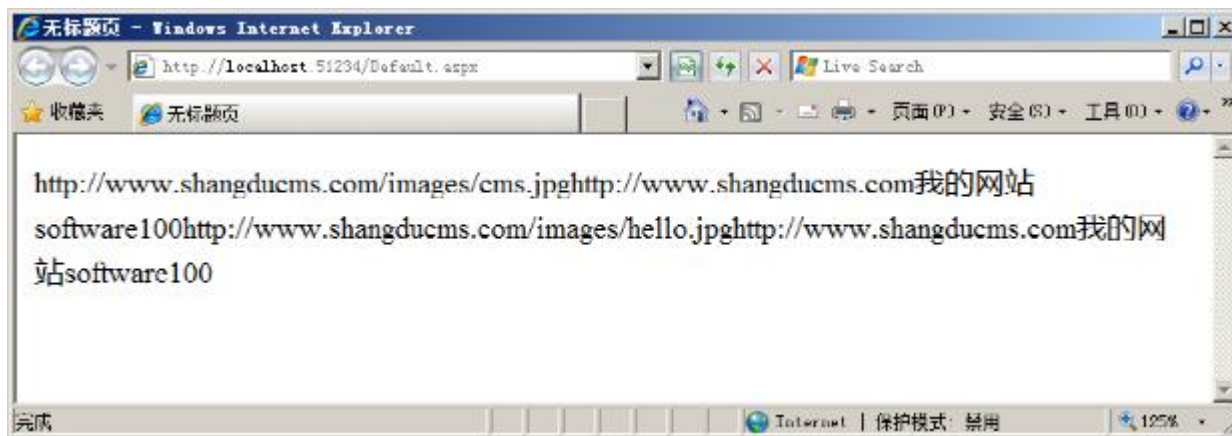 无标题页 - Windows Internet Explorer
http://localhost:51234/Default.aspx Live Search
收藏夹 无标题页 页面(P) 安全(S) 工具(O)
http://www.shangducms.com/images/cms.jpghttp://www.shangducms.com我的网站
software100http://www.shangducms.com/images/hello.jpghttp://www.shangducms.com我的网
站software100
完成 Internet | 保护模式: 禁用 125%